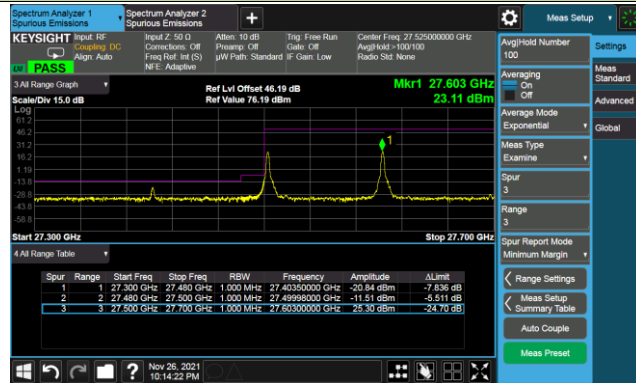 Spectrum Analyzer 1
Spurious Emissions
Spectrum Analyzer 2
Spurious Emissions
Meas Setup
KEYSIGHT
Input: RF
Coupling: DC
Align: Auto
Input Z: 50 Ω
Corrections: Off
Freq Ref: Int (S)
NFE: Adaptive
Atten: 10 dB
Preamp: Off
µW Path: Standard
Trig: Free Run
Gate: Off
IF Gain: Low
Center Freq: 27.525000000 GHz
Avg|Hold >100/100
Radio Std: None
PASS
3 All Range Graph
Scale/Div 15.0 dB
Ref Lvl Offset 46.19 dB
Ref Value 76.19 dBm
Mkr1 27.603 GHz
23.11 dBm
Log
61.2
46.2
31.2
16.2
1.19
-13.8
-28.8
-43.8
-58.8
1
Start 27.300 GHz
Stop 27.700 GHz
4 All Range Table
Spur Range Start Freq Stop Freq RBW Frequency Amplitude ΔLimit
1 1 27.300 GHz 27.480 GHz 1.000 MHz 27.40350000 GHz -20.84 dBm -7.836 dB
2 2 27.480 GHz 27.500 GHz 1.000 MHz 27.49998000 GHz -11.51 dBm -5.511 dB
3 3 27.500 GHz 27.700 GHz 1.000 MHz 27.60300000 GHz 25.30 dBm -24.70 dB
Avg|Hold Number
100
Averaging
On
Off
Average Mode
Exponential
Meas Type
Examine
Spur
3
Range
3
Spur Report Mode
Minimum Margin
Range Settings
Meas Setup
Summary Table
Auto Couple
Meas Preset
Settings
Meas
Standard
Advanced
Global
Nov 26, 2021
10:14:22 PM